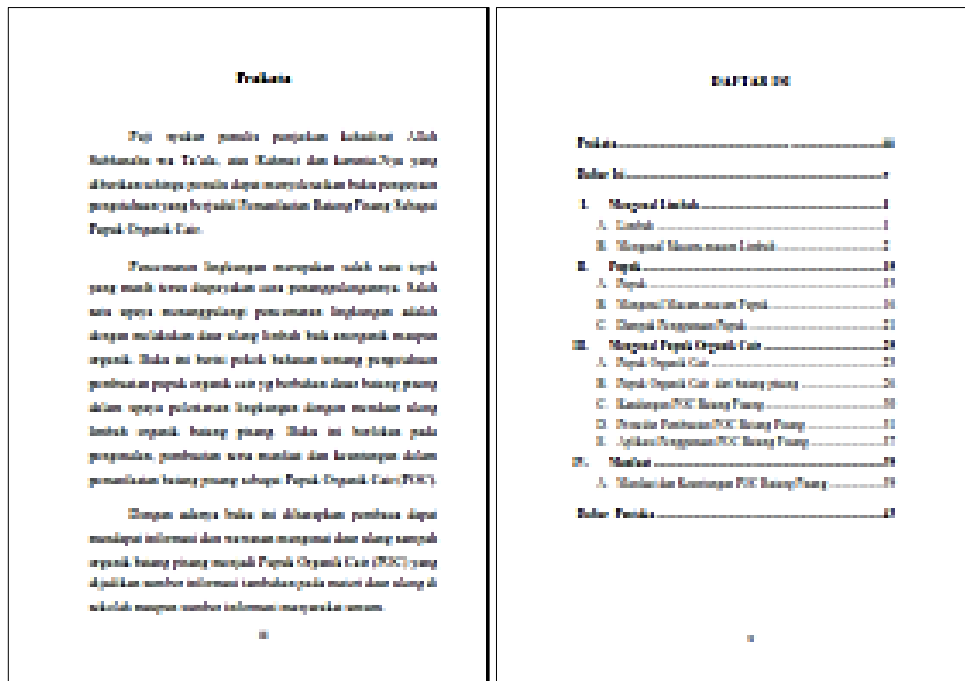 Prakata
Puji syukur penulis panjatkan kehadirat Allah
Subhanahu wa Ta'ala, atas Rahmat dan karunia-Nya yang
diberikan sehingga penulis dapat menyelesaikan buku pengayaan
pengetahuan yang berjudul Pemanfaatan Batang Pisang Sebagai
Pupuk Organik Cair.
Pencemaran lingkungan merupakan salah satu topik
yang masih terus diupayakan cara penanggulangannya. Salah
satu upaya menanggulangi pencemaran lingkungan adalah
dengan melakukan daur ulang limbah baik anorganik maupun
organik. Buku ini berisi pokok bahasan tentang pengetahuan
pembuatan pupuk organik cair yg berbahan dasar batang pisang
dalam upaya pelestarian lingkungan dengan mendaur ulang
limbah organik batang pisang. Buku ini berfokus pada
pengenalan, pembuatan serta manfaat dan keuntungan dalam
pemanfaatan batang pisang sebagai Pupuk Organik Cair (POC).
Dengan adanya buku ini diharapkan pembaca dapat
mendapat informasi dan wawasan mengenai daur ulang sampah
organik batang pisang menjadi Pupuk Organik Cair (POC) yang
dijadikan sumber informasi tambahan pada materi daur ulang di
sekolah maupun sumber informasi masyarakat umum.
DAFTAR ISI
Prakata
Daftar Isi
I. Mengenal Limbah
A. Limbah
B. Mengenal Macam-macam Limbah
II. Pupuk
A. Pupuk
B. Mengenal Macam-macam Pupuk
C. Dampak Penggunaan Pupuk
III. Mengenal Pupuk Organik Cair
A. Pupuk Organik Cair
B. Pupuk Organik Cair dari batang pisang
C. Kandungan POC Batang Pisang
D. Pembuatan POC Batang Pisang
E. Aplikasi Penggunaan POC Batang Pisang
IV. Manfaat
A. Manfaat dan Keuntungan POC Batang Pisang
Daftar Pustaka